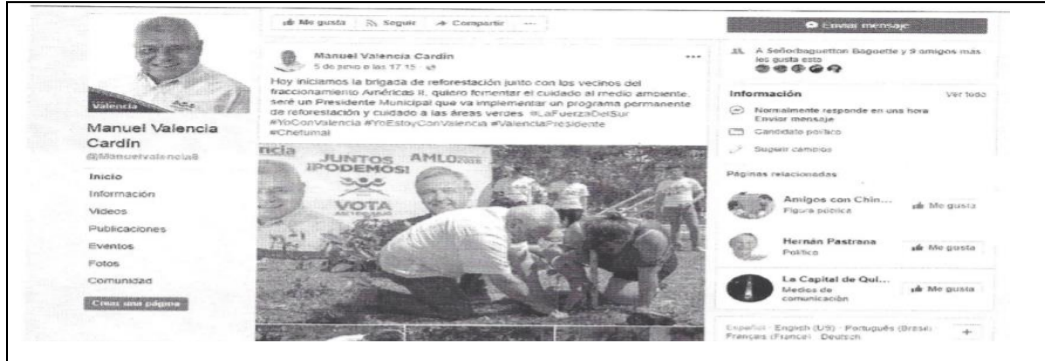 Valencia
Manuel Valencia
Cardín
@Manuelvalencia8
Inicio
Información
Videos
Publicaciones
Eventos
Fotos
Comunidad
Crear una página
Me gusta Seguir Compartir ...
Manuel Valencia Cardín
5 de junio a las 17:15
Hoy iniciamos la brigada de reforestación junto con los vecinos del
fraccionamiento Américas II, quiero fomentar el cuidado al medio ambiente,
seré un Presidente Municipal que va implementar un programa permanente
de reforestación y cuidado a las áreas verdes. #LaFuerzaDelSur
#YoConValencia #YoEstoyConValencia #ValenciaPresidente
#Chetumal
ncia
JUNTOS
¡PODEMOS!
VOTA
AMLO
Enviar mensaje
A Señorbaguetton Baguette y 9 amigos más
les gusta esto
Información Ver todo
Normalmente responde en una hora
Enviar mensaje
Candidato político
Sugerir cambios
Páginas relacionadas
Amigos con Chin...
Figura pública
Me gusta
Hernán Pastrana
Político
Me gusta
La Capital de Qui...
Medios de
comunicación
Me gusta
Español · English (US) · Português (Brasil) ·
Français (France) · Deutsch